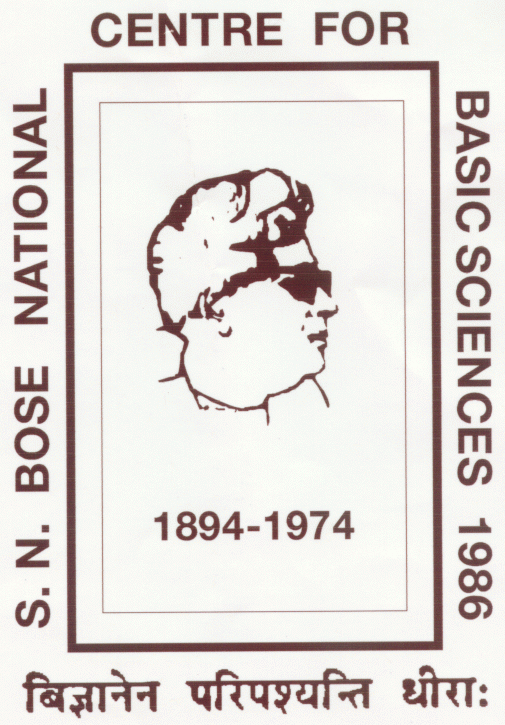 S. N. BOSE NATIONAL
CENTRE FOR
BASIC SCIENCES 1986
1894-1974
बिज्ञानेन परिपश्यन्ति धीराः